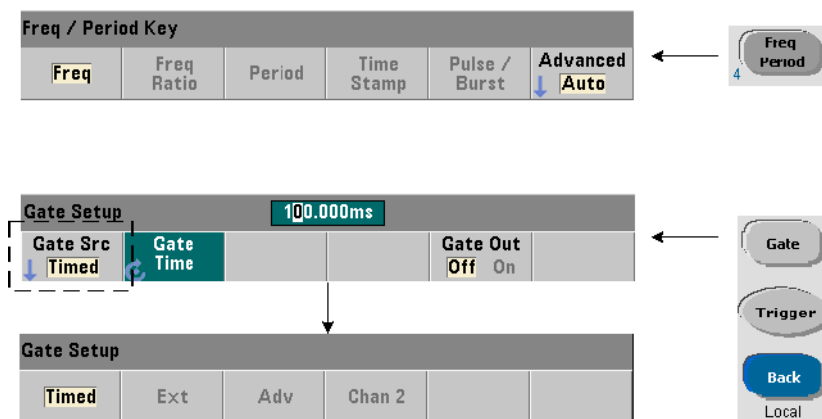 Freq / Period Key
Freq
Freq Ratio
Period
Time Stamp
Pulse / Burst
Advanced
Auto
Freq Period
4
Gate Setup
100.000ms
Gate Src
Timed
Gate Time
Gate Out
Off On
Gate
Trigger
Back
Local
Gate Setup
Timed
Ext
Adv
Chan 2